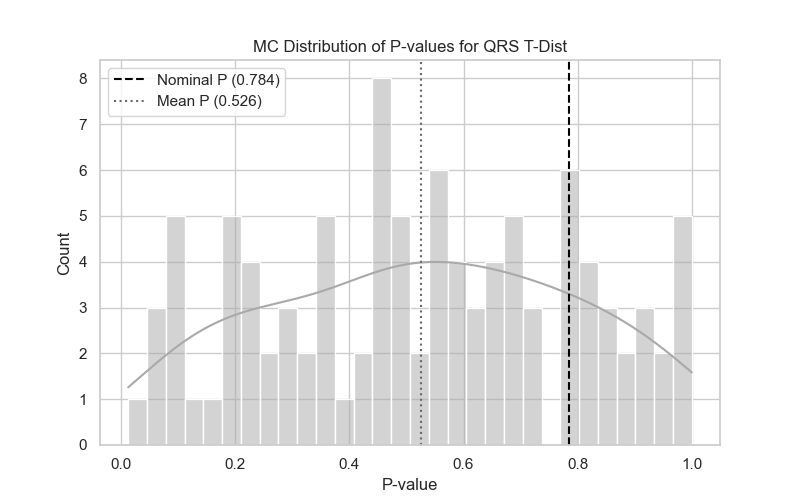 MC Distribution of P-values for QRS T-Dist
Nominal P (0.784)
Mean P (0.526)
8
7
6
5
4
3
2
1
0
Count
0.0 0.2 0.4 0.6 0.8 1.0
P-value